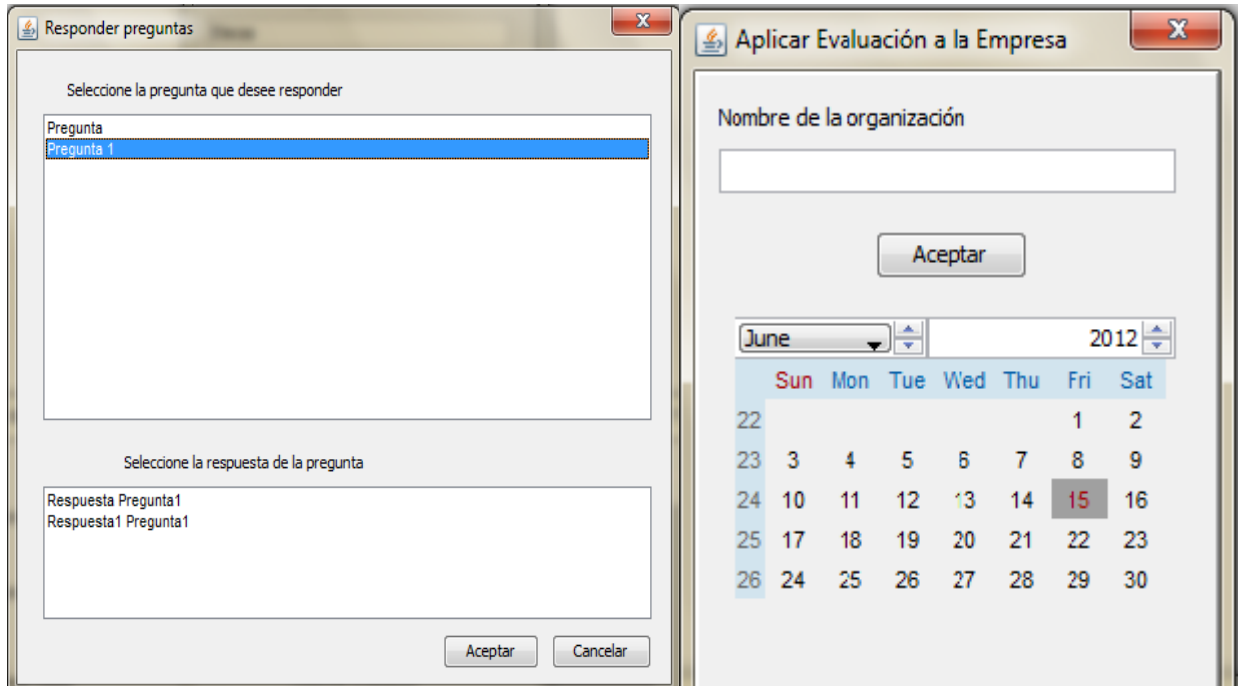 Responder preguntas
Seleccione la pregunta que desee responder
Pregunta
Pregunta 1
Seleccione la respuesta de la pregunta
Respuesta Pregunta1
Respuesta1 Pregunta1
Aceptar Cancelar
Aplicar Evaluación a la Empresa
X
Nombre de la organización
Aceptar
June 2012
Sun Mon Tue Wed Thu Fri Sat
22 1 2
23 3 4 5 6 7 8 9
24 10 11 12 13 14 15 16
25 17 18 19 20 21 22 23
26 24 25 26 27 28 29 30